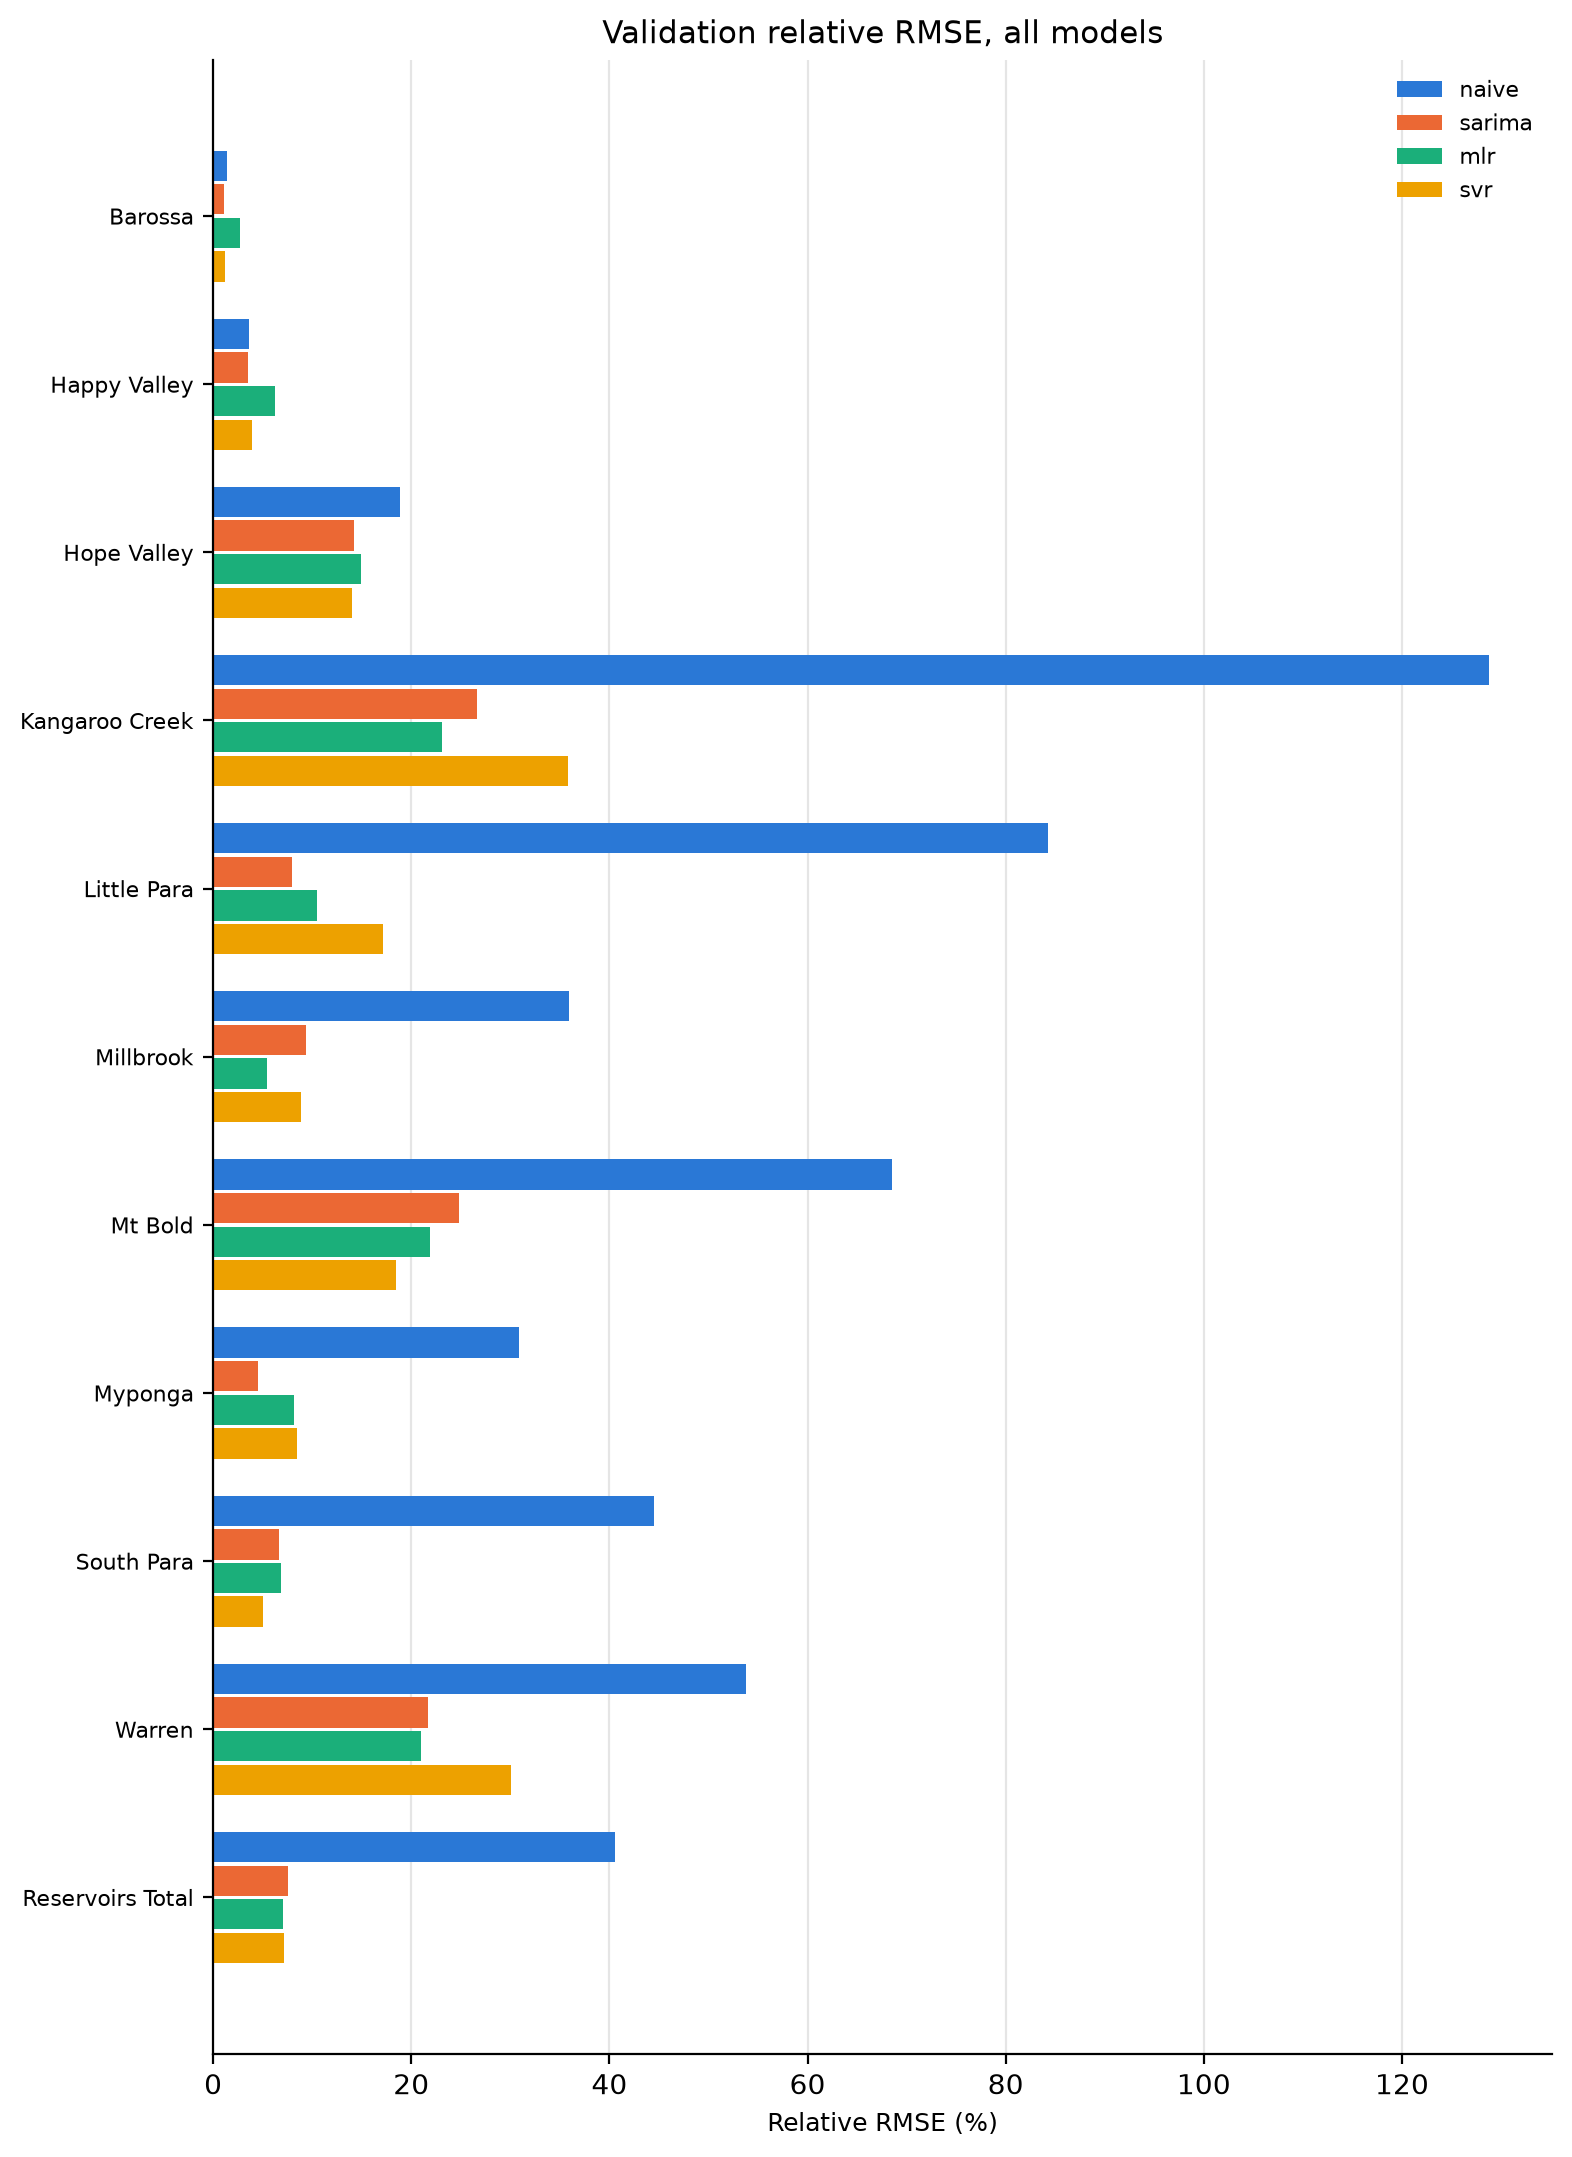 Validation relative RMSE, all models
naive
sarima
mlr
svr
Barossa
Happy Valley
Hope Valley
Kangaroo Creek
Little Para
Millbrook
Mt Bold
Myponga
South Para
Warren
Reservoirs Total
0 20 40 60 80 100 120
Relative RMSE (%)